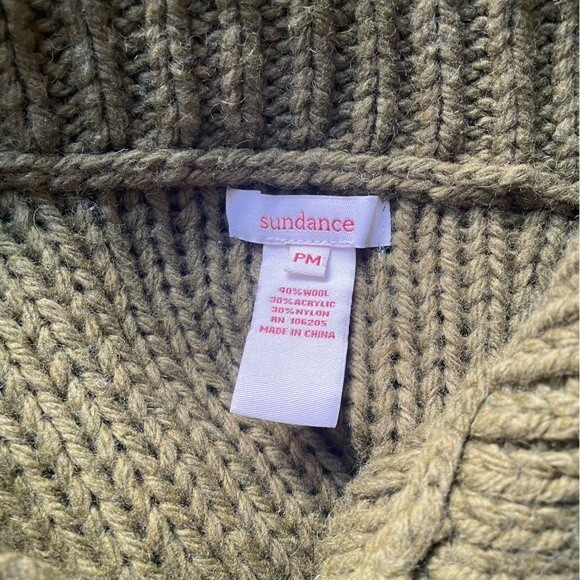 sundance
PM
40% WOOL
30% ACRYLIC
30% NYLON
RN 106205
MADE IN CHINA